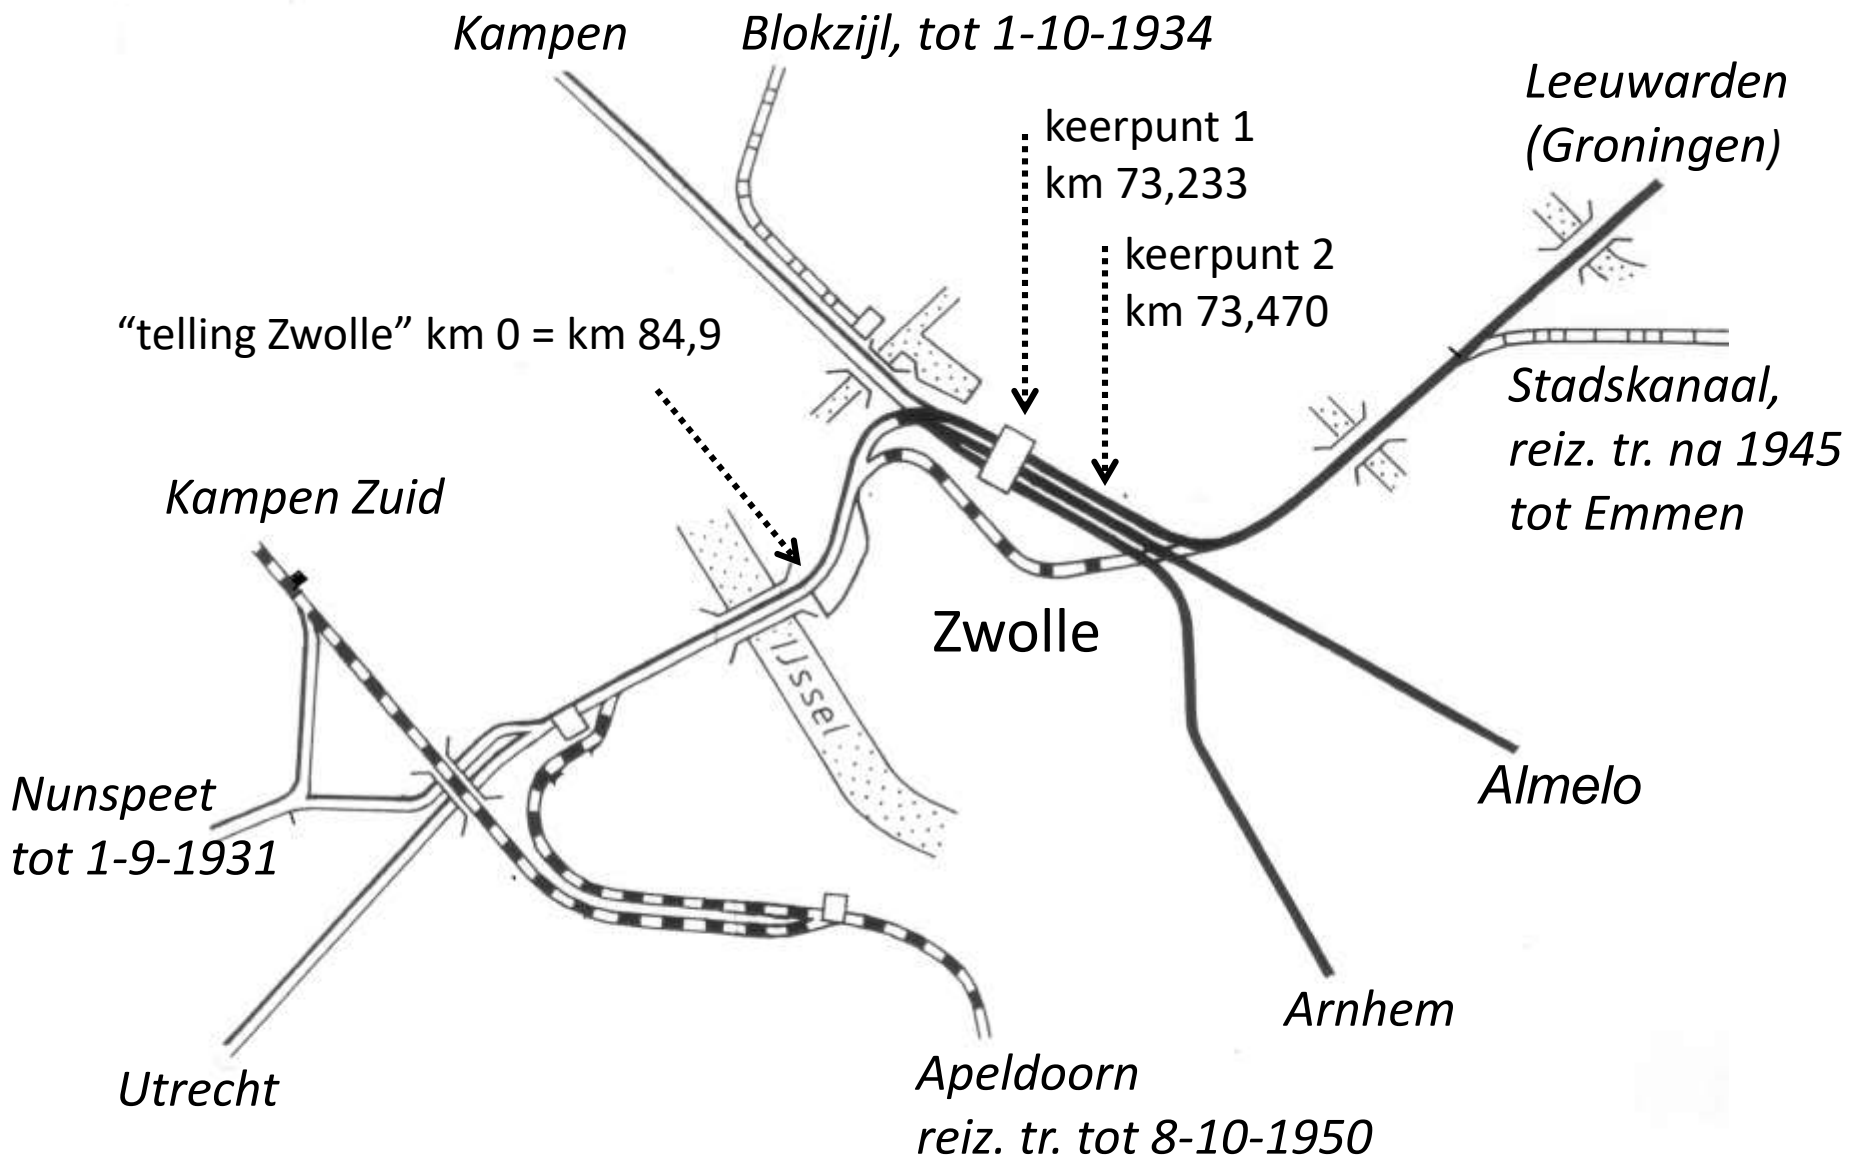 Kampen
Blokzijl, tot 1-10-1934
Leeuwarden
(Groningen)
keerpunt 1
km 73,233
keerpunt 2
km 73,470
“telling Zwolle” km 0 = km 84,9
Stadskanaal,
reiz. tr. na 1945
tot Emmen
Kampen Zuid
Zwolle
IJssel
Nunspeet
tot 1-9-1931
Almelo
Arnhem
Utrecht
Apeldoorn
reiz. tr. tot 8-10-1950